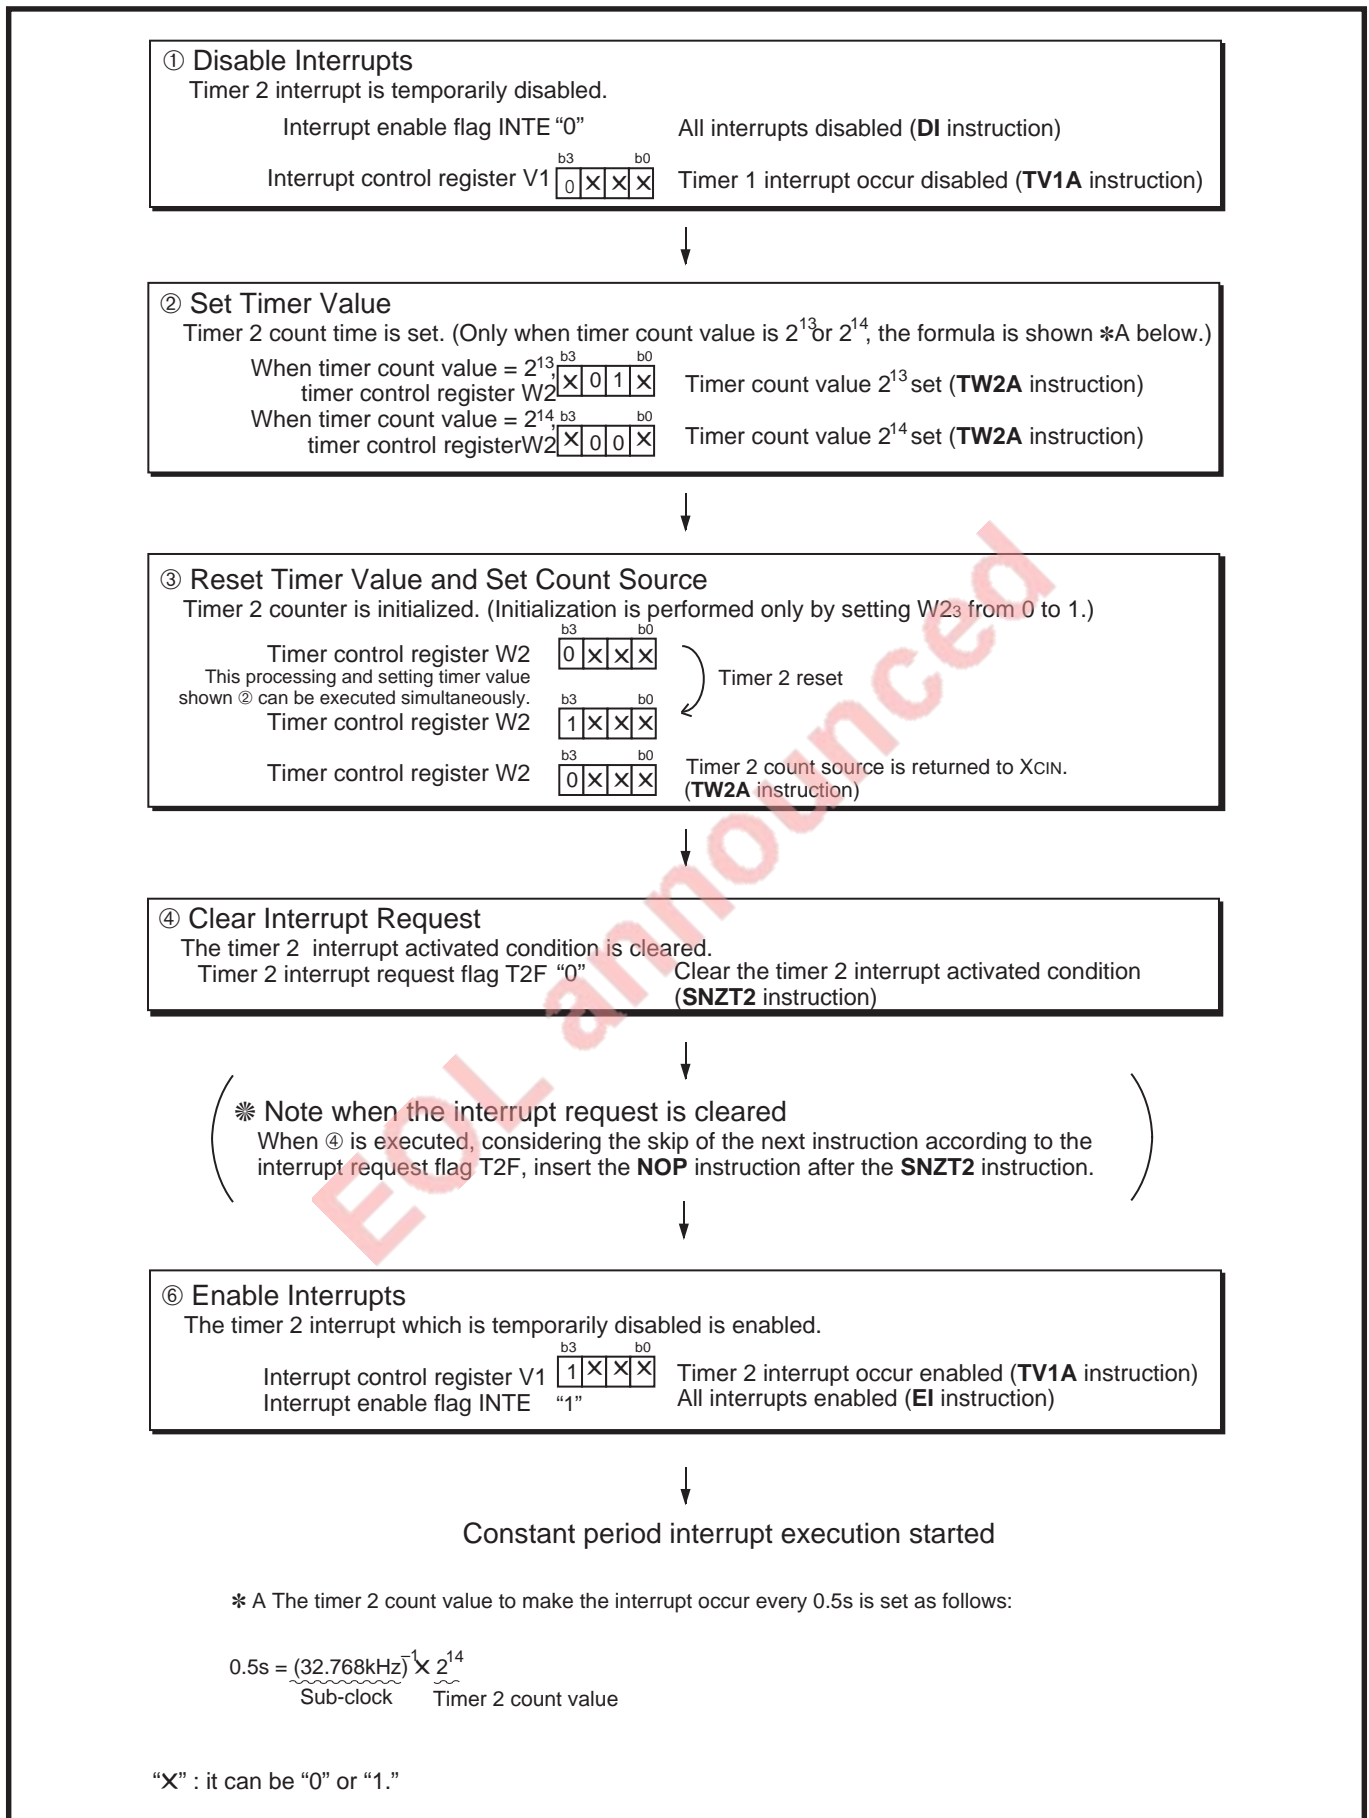 ① Disable Interrupts
Timer 2 interrupt is temporarily disabled.
Interrupt enable flag INTE “0” All interrupts disabled (DI instruction)
b3 b0
Interrupt control register V1 0 ✕ ✕ ✕ Timer 1 interrupt occur disabled (TV1A instruction)
② Set Timer Value
Timer 2 count time is set. (Only when timer count value is 2¹³or 2¹⁴, the formula is shown ✽A below.)
When timer count value = 2¹³, b3 b0
timer control register W2 ✕ 0 1 ✕ Timer count value 2¹³ set (TW2A instruction)
When timer count value = 2¹⁴, b3 b0
timer control registerW2 ✕ 0 0 ✕ Timer count value 2¹⁴ set (TW2A instruction)
③ Reset Timer Value and Set Count Source
Timer 2 counter is initialized. (Initialization is performed only by setting W2₃ from 0 to 1.)
b3 b0
Timer control register W2 0 ✕ ✕ ✕
This processing and setting timer value Timer 2 reset
shown ② can be executed simultaneously. b3 b0
Timer control register W2 1 ✕ ✕ ✕
b3 b0
Timer control register W2 0 ✕ ✕ ✕ Timer 2 count source is returned to XCIN.
(TW2A instruction)
④ Clear Interrupt Request
The timer 2 interrupt activated condition is cleared.
Timer 2 interrupt request flag T2F “0” Clear the timer 2 interrupt activated condition
(SNZT2 instruction)
❋ Note when the interrupt request is cleared
When ④ is executed, considering the skip of the next instruction according to the
interrupt request flag T2F, insert the NOP instruction after the SNZT2 instruction.
⑥ Enable Interrupts
The timer 2 interrupt which is temporarily disabled is enabled.
b3 b0
Interrupt control register V1 1 ✕ ✕ ✕ Timer 2 interrupt occur enabled (TV1A instruction)
Interrupt enable flag INTE “1” All interrupts enabled (EI instruction)
Constant period interrupt execution started
✽ A The timer 2 count value to make the interrupt occur every 0.5s is set as follows:
0.5s = (32.768kHz)⁻¹ ✕ 2¹⁴
Sub-clock Timer 2 count value
“✕” : it can be “0” or “1.”
EOL announced